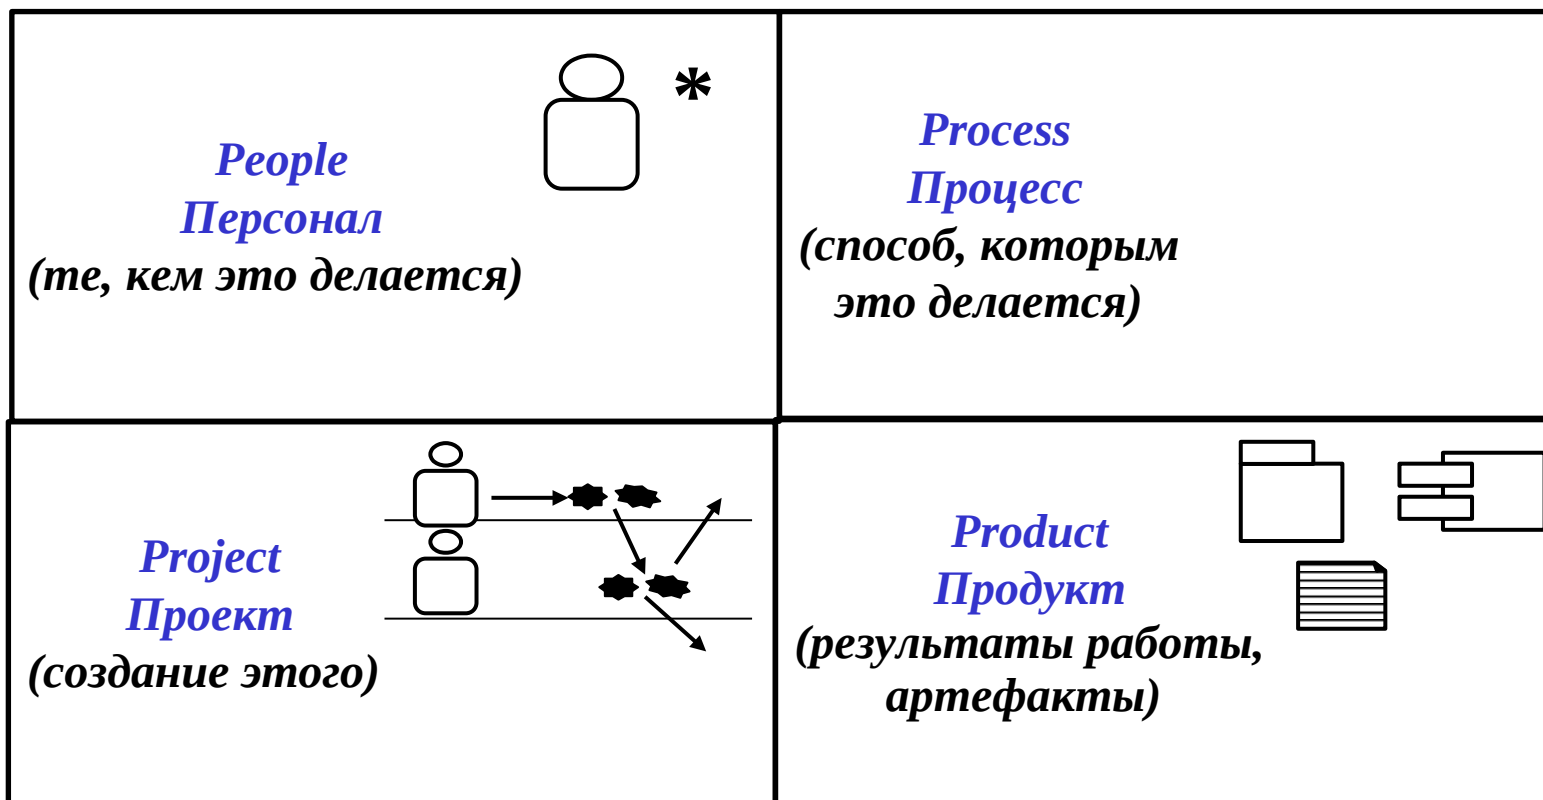 *
People
Персонал
(те, кем это делается)
Process
Процесс
(способ, которым
это делается)
Project
Проект
(создание этого)
Product
Продукт
(результаты работы,
артефакты)